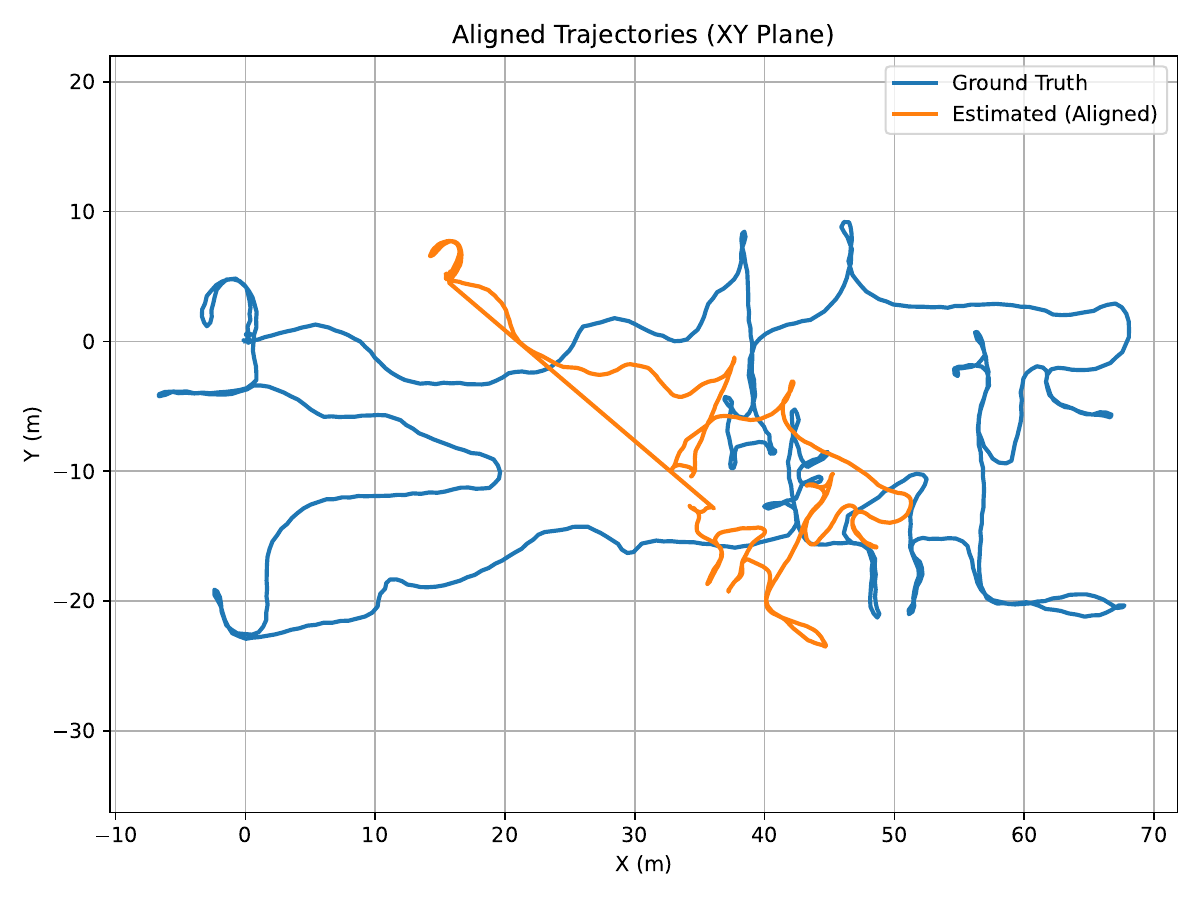 Aligned Trajectories (XY Plane)
Ground Truth
Estimated (Aligned)
20
10
0
−10
−20
−30
Y (m)
−10 0 10 20 30 40 50 60 70
X (m)